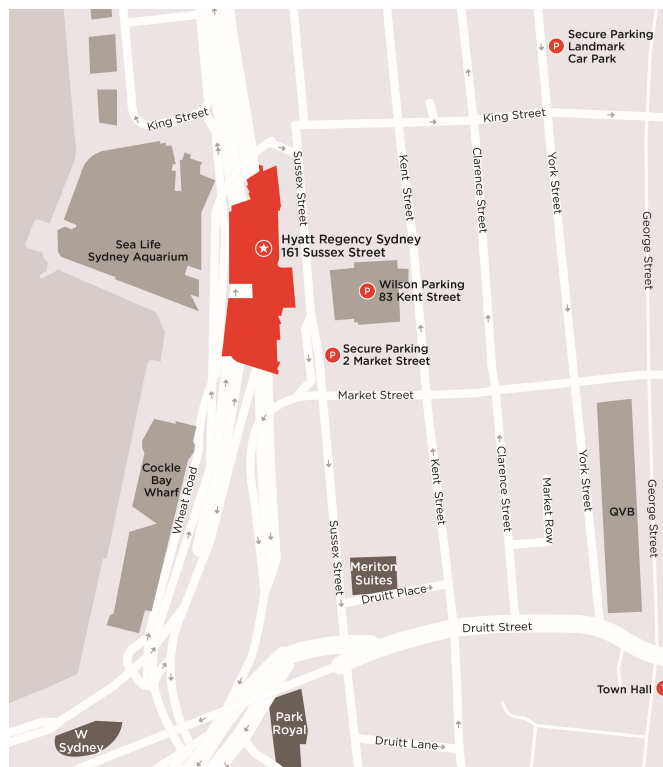 Secure Parking
Landmark
Car Park
P
King Street
King Street
Sussex Street
Kent Street
Clarence Street
York Street
George Street
Sea Life
Sydney Aquarium
Hyatt Regency Sydney
161 Sussex Street
P
Wilson Parking
83 Kent Street
P
Secure Parking
2 Market Street
Market Street
Cockle
Bay
Wharf
Wheat Road
Kent Street
Clarence Street
Market Row
York Street
QVB
George Street
Sussex Street
Meriton
Suites
Druitt Place
Druitt Street
Town Hall
W
Sydney
Park
Royal
Druitt Lane